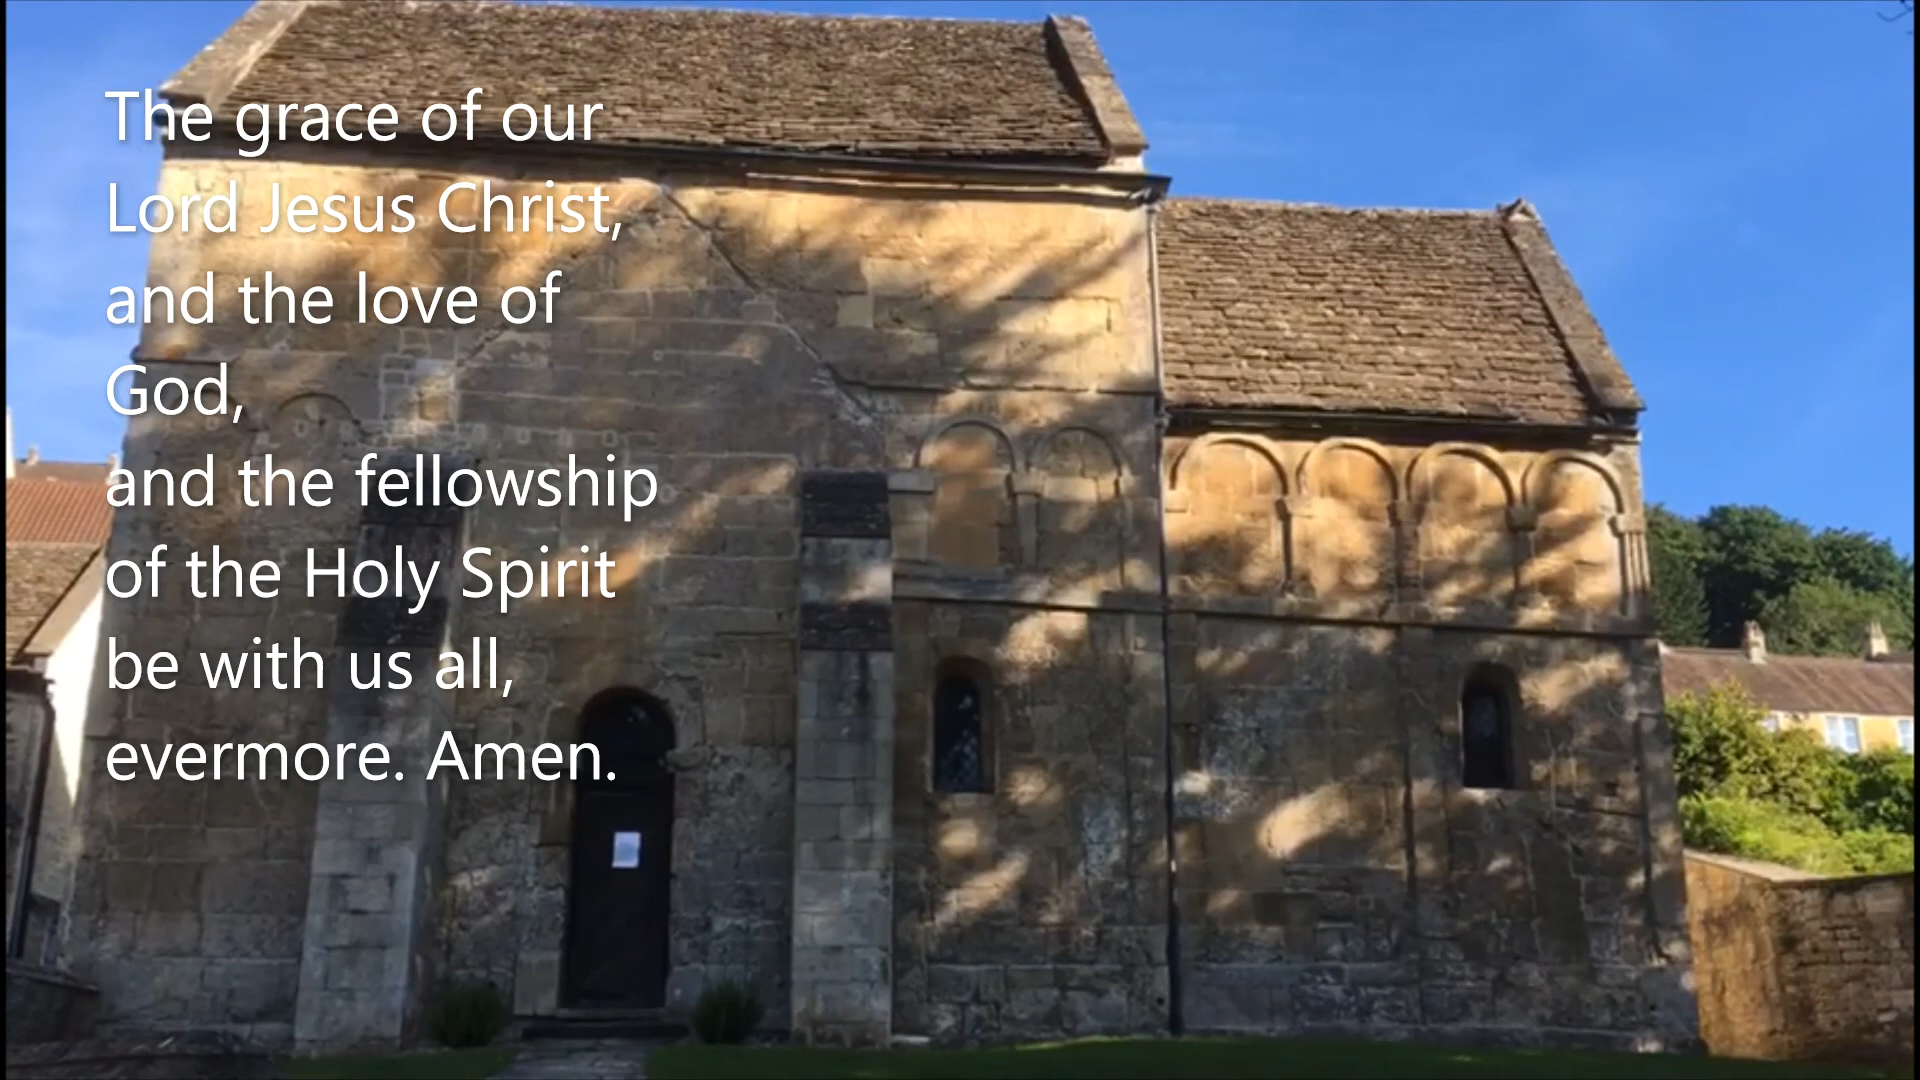 The grace of our
Lord Jesus Christ,
and the love of
God,
and the fellowship
of the Holy Spirit
be with us all,
evermore. Amen.